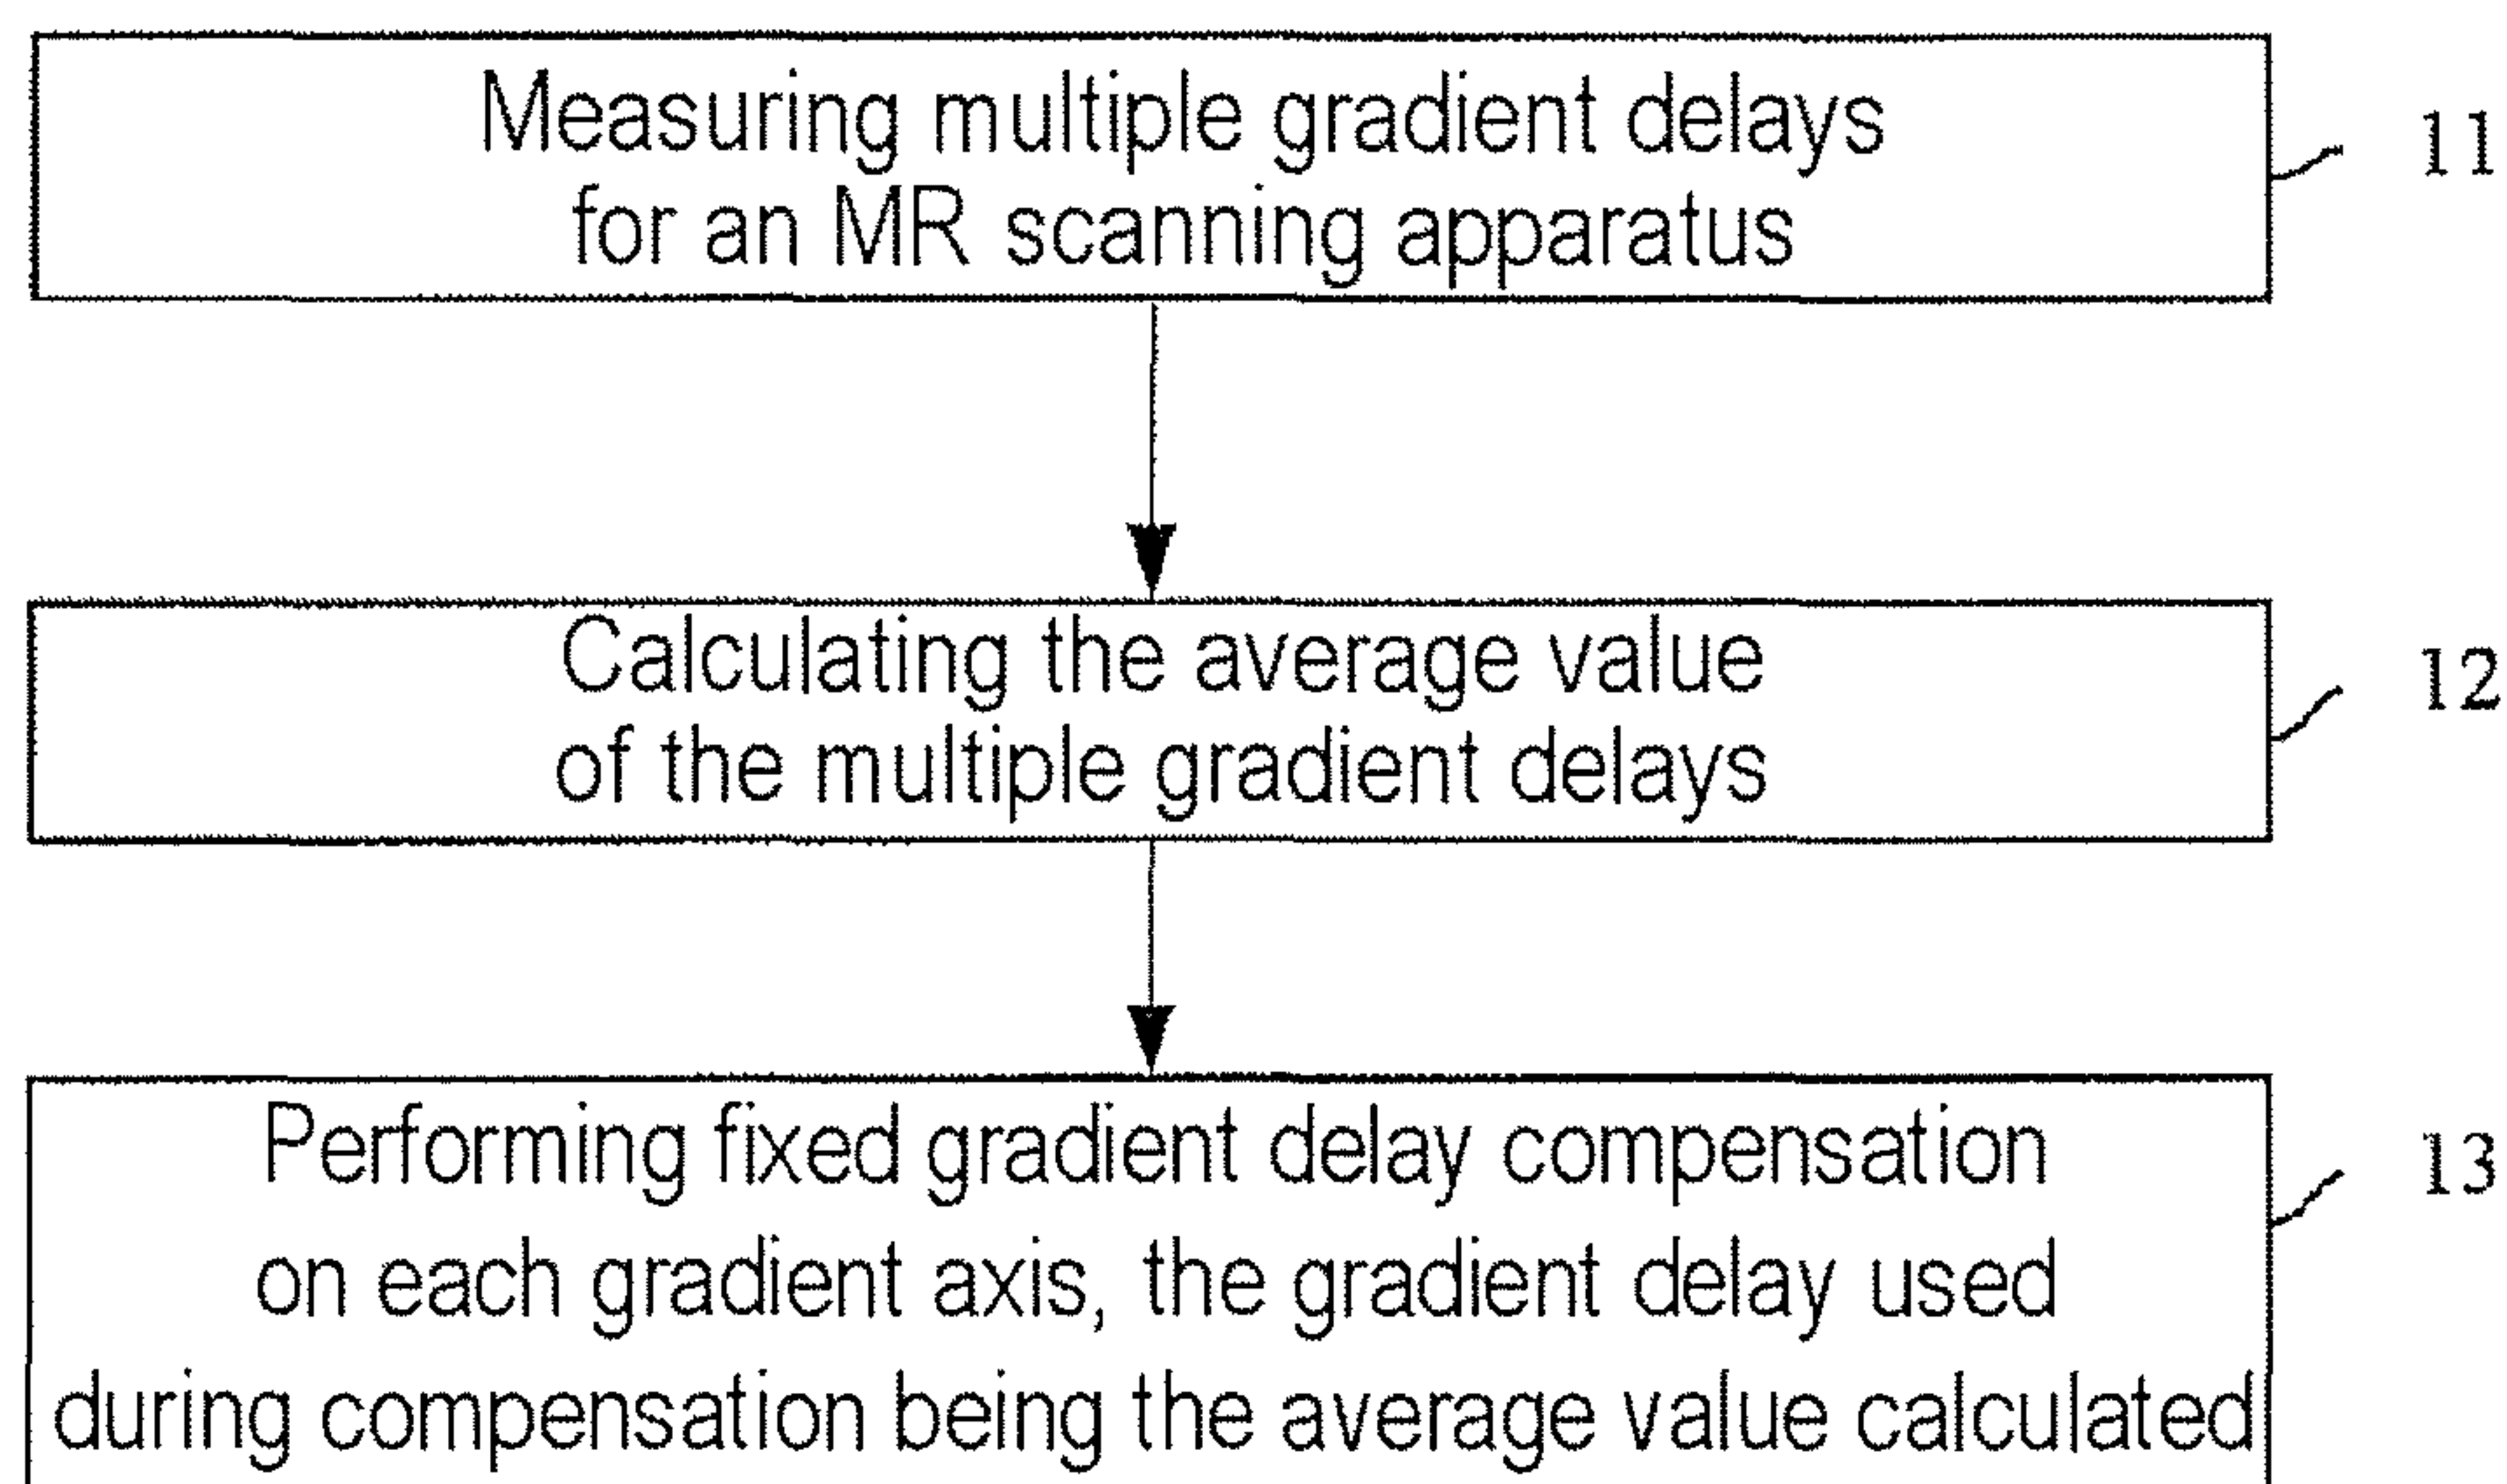 Measuring multiple gradient delays
for an MR scanning apparatus
11
Calculating the average value
of the multiple gradient delays
12
Performing fixed gradient delay compensation
on each gradient axis, the gradient delay used
during compensation being the average value calculated
13